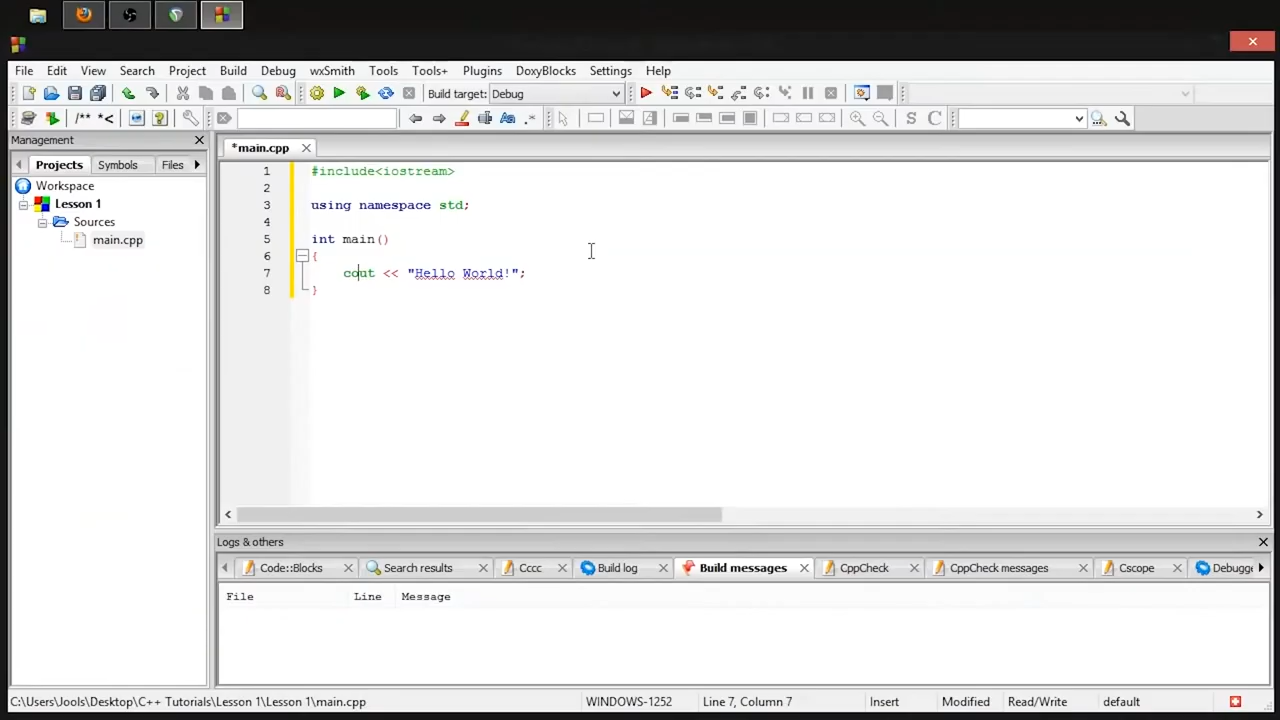 File Edit View Search Project Build Debug wxSmith Tools Tools+ Plugins DoxyBlocks Settings Help
Build target: Debug
/** *<
Aa .*
S C
Management
Projects Symbols Files
*main.cpp
Workspace
Lesson 1
Sources
main.cpp
1 #include<iostream>
2
3 using namespace std;
4
5 int main()
6 {
7 cout << "Hello World!";
8 }
Logs & others
Code::Blocks Search results Cccc Build log Build messages CppCheck CppCheck messages Cscope Debugge
File Line Message
C:\Users\Jools\Desktop\C++ Tutorials\Lesson 1\Lesson 1\main.cpp WINDOWS-1252 Line 7, Column 7 Insert Modified Read/Write default